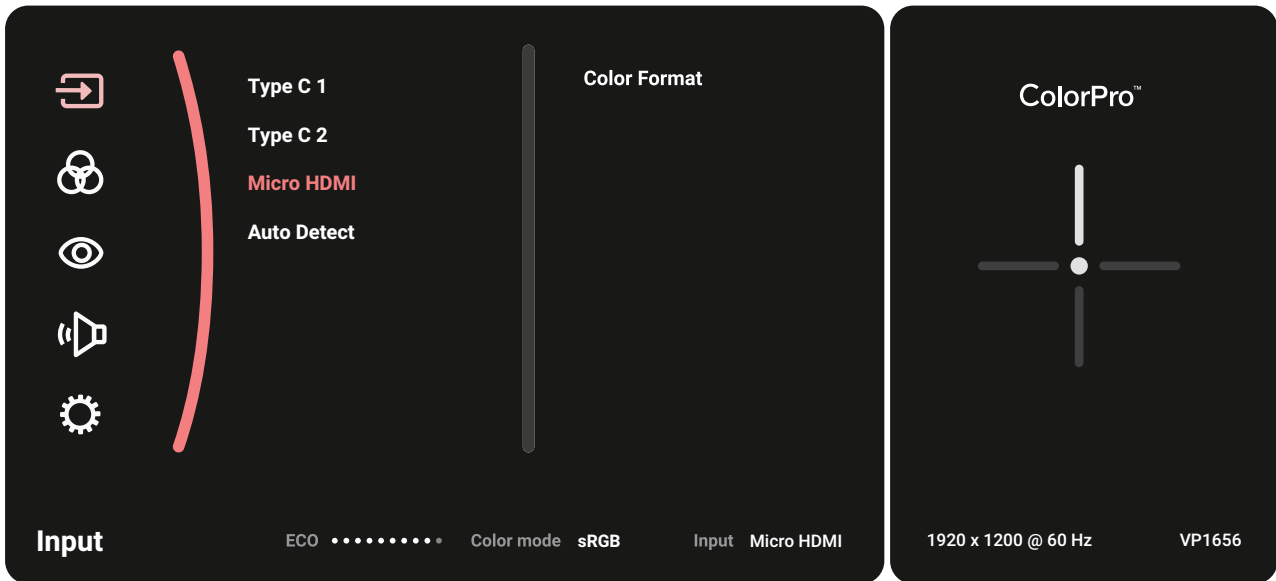 Type C 1
Type C 2
Micro HDMI
Auto Detect
Color Format
Input
ECO
Color mode sRGB
Input Micro HDMI
ColorPro™
1920 x 1200 @ 60 Hz
VP1656